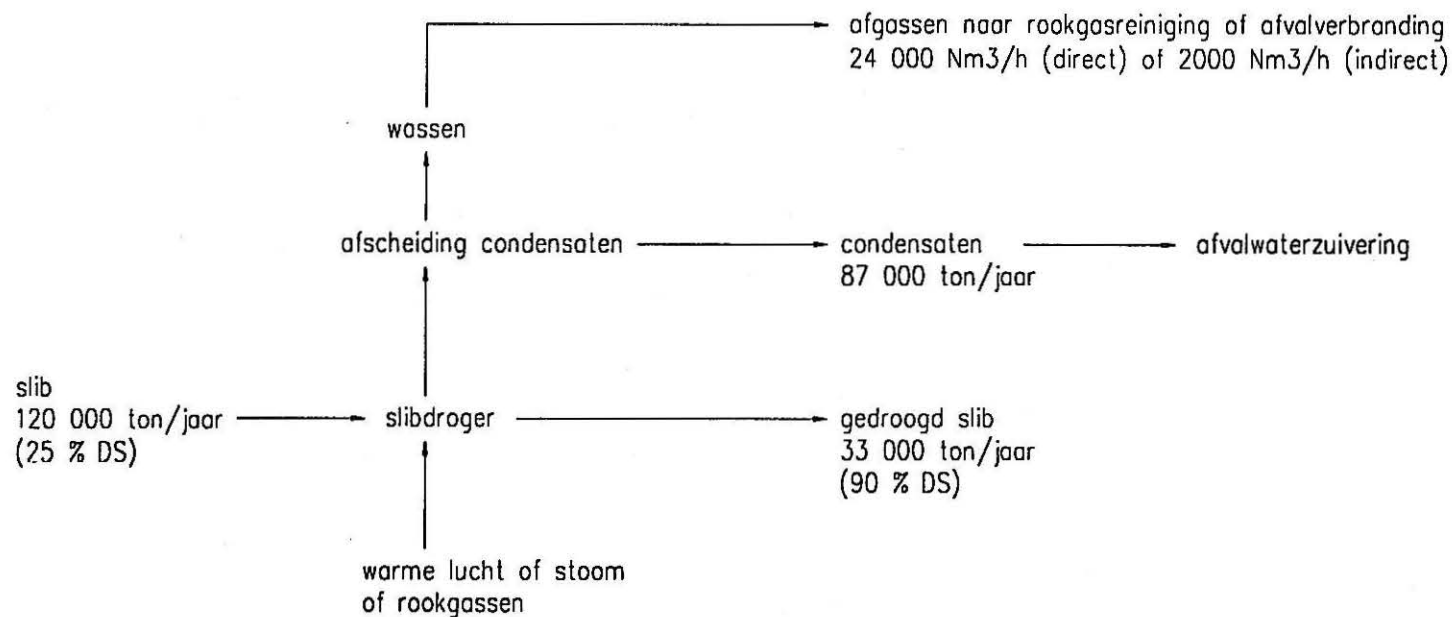 afgassen naar rookgasreiniging of afvalverbranding
24 000 Nm3/h (direct) of 2000 Nm3/h (indirect)
wassen
afscheiding condensaten
condensaten
87 000 ton/jaar
afvalwaterzuivering
slib
120 000 ton/jaar
(25 % DS)
slibdroger
gedroogd slib
33 000 ton/jaar
(90 % DS)
warme lucht of stoom
of rookgassen